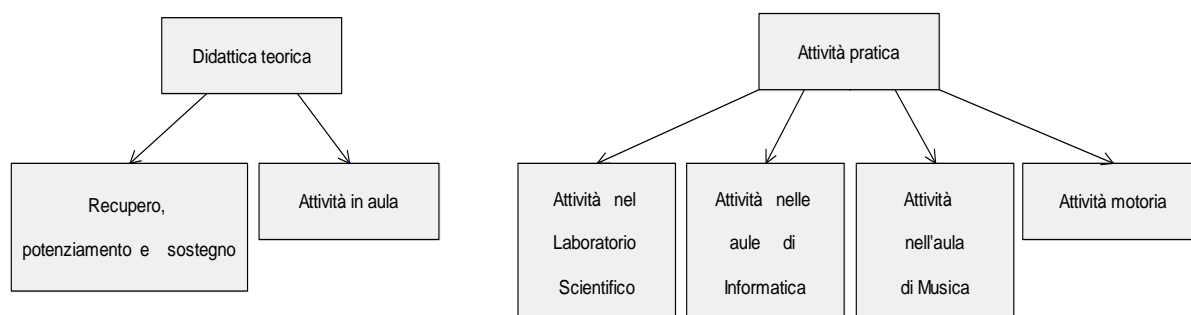 Didattica teorica
Attività pratica
Recupero,
potenziamento e sostegno
Attività in aula
Attività nel
Laboratorio
Scientifico
Attività nelle
aule di
Informatica
Attività
nell'aula
di Musica
Attività motoria